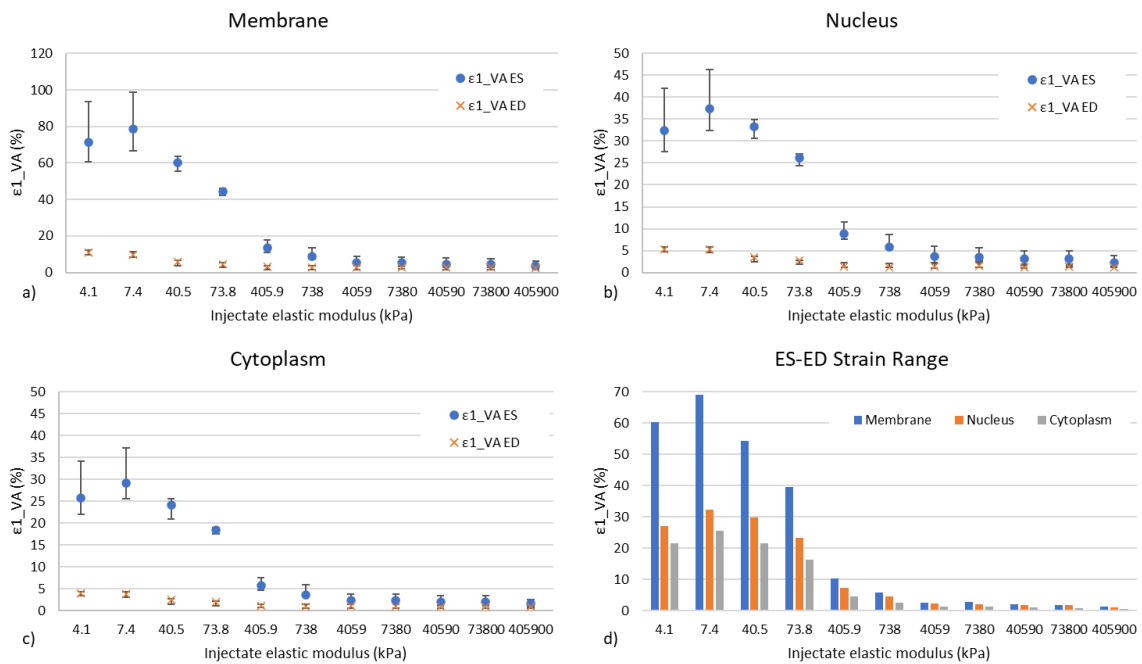 Membrane
120
100
80
60
40
20
0
ε1_VA (%)
ε1_VA ES
ε1_VA ED
4.1 7.4 40.5 73.8 405.9 738 4059 7380 40590 73800 405900
a) Injectate elastic modulus (kPa)
Nucleus
50
45
40
35
30
25
20
15
10
5
0
ε1_VA (%)
ε1_VA ES
ε1_VA ED
4.1 7.4 40.5 73.8 405.9 738 4059 7380 40590 73800 405900
b) Injectate elastic modulus (kPa)
Cytoplasm
50
45
40
35
30
25
20
15
10
5
0
ε1_VA (%)
ε1_VA ES
ε1_VA ED
4.1 7.4 40.5 73.8 405.9 738 4059 7380 40590 73800 405900
c) Injectate elastic modulus (kPa)
ES-ED Strain Range
70
60
50
40
30
20
10
0
ε1_VA (%)
Membrane Nucleus Cytoplasm
4.1 7.4 40.5 73.8 405.9 738 4059 7380 40590 73800 405900
d) Injectate elastic modulus (kPa)